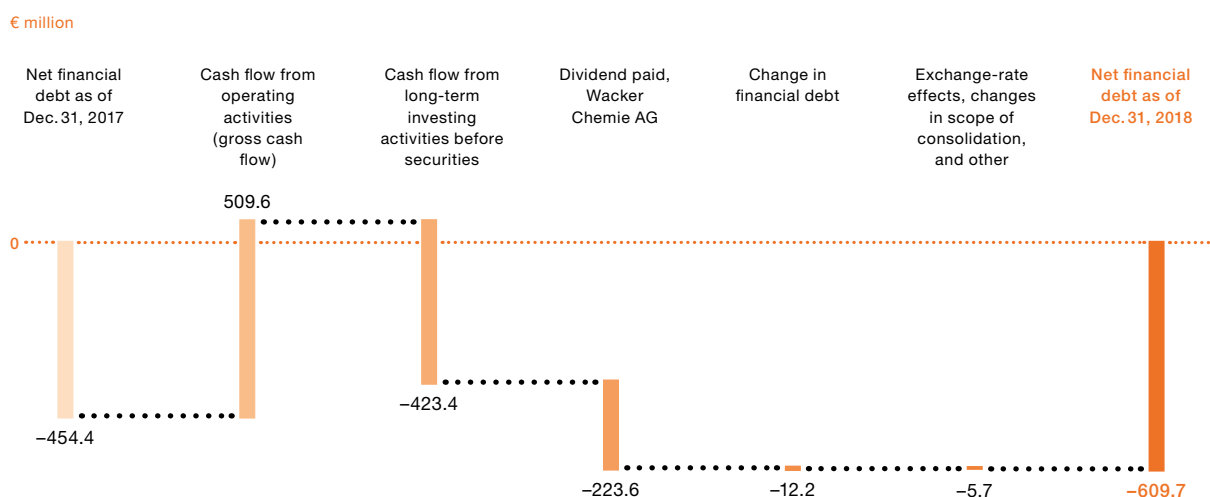 € million
Net financial
debt as of
Dec. 31, 2017
Cash flow from
operating
activities
(gross cash
flow)
Cash flow from
long-term
investing
activities before
securities
Dividend paid,
Wacker
Chemie AG
Change in
financial debt
Exchange-rate
effects, changes
in scope of
consolidation,
and other
Net financial
debt as of
Dec. 31, 2018
509.6
0
–423.4
–454.4
–223.6
–12.2
–5.7
–609.7